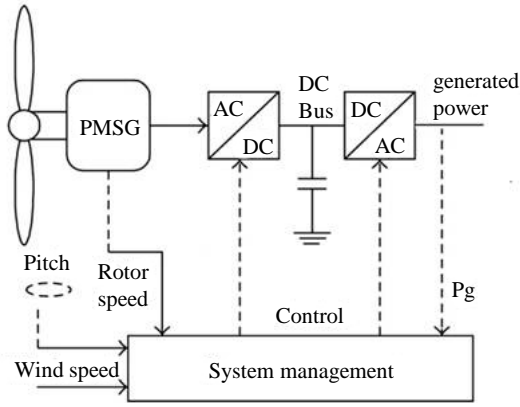 PMSG
AC
DC
DC
Bus
DC
AC
generated
power
Pitch
Rotor
speed
Control
Pg
Wind speed
System management